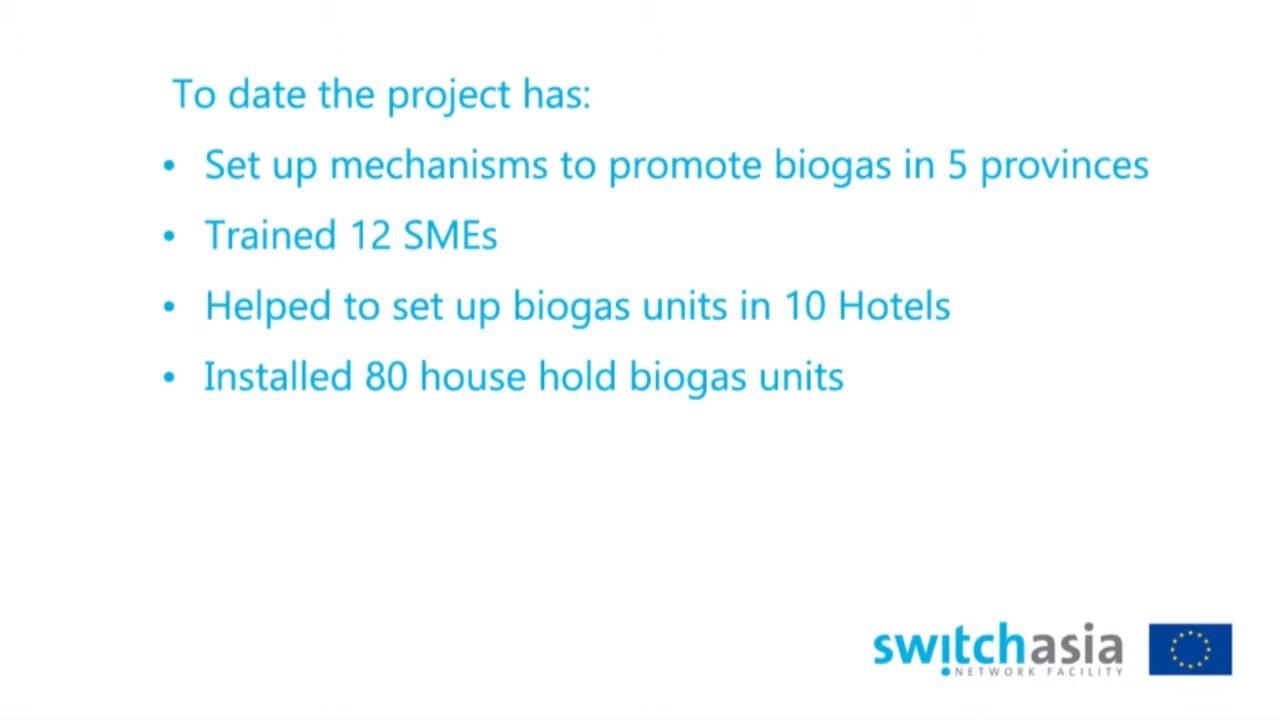 To date the project has:
• Set up mechanisms to promote biogas in 5 provinces
• Trained 12 SMEs
• Helped to set up biogas units in 10 Hotels
• Installed 80 house hold biogas units
switchasia
NETWORK FACILITY